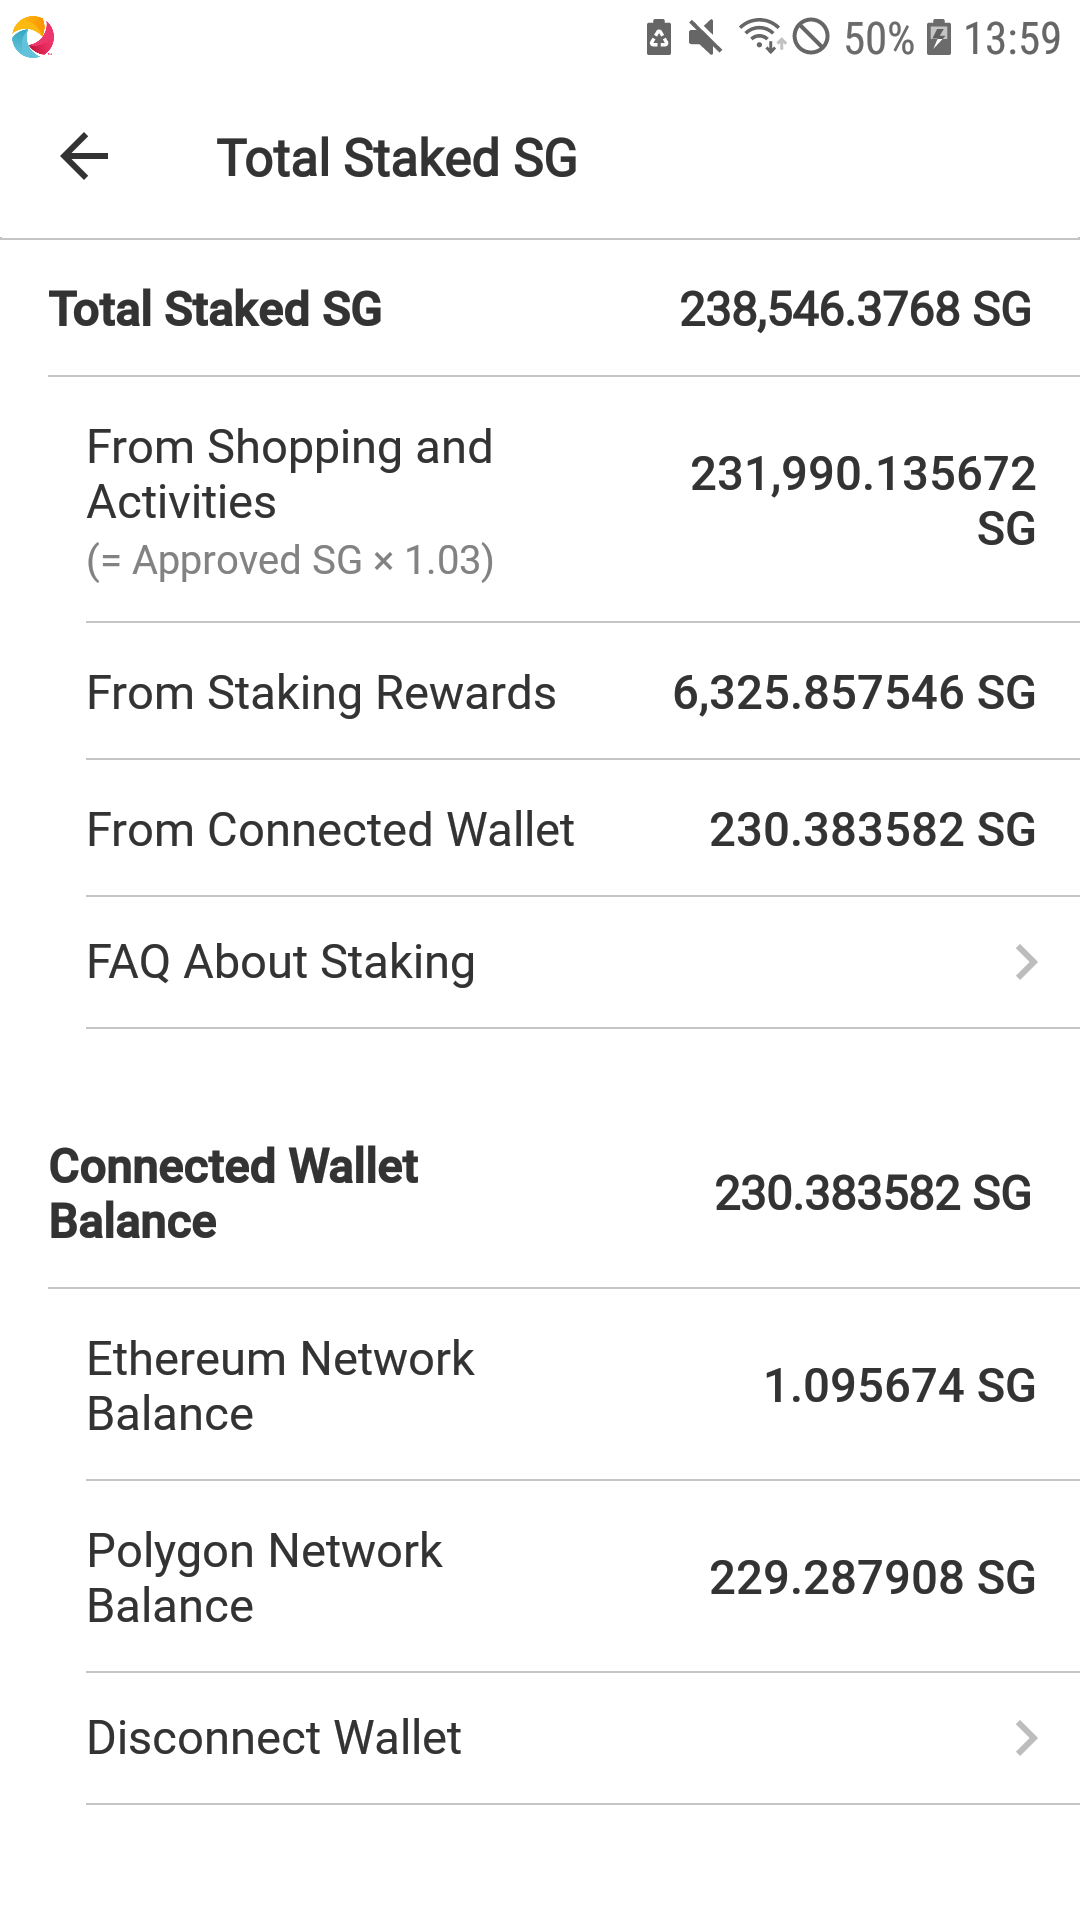 50% 13:59
Total Staked SG
Total Staked SG 238,546.3768 SG
From Shopping and
Activities
(= Approved SG × 1.03)
231,990.135672
SG
From Staking Rewards 6,325.857546 SG
From Connected Wallet 230.383582 SG
FAQ About Staking
Connected Wallet
Balance
230.383582 SG
Ethereum Network
Balance
1.095674 SG
Polygon Network
Balance
229.287908 SG
Disconnect Wallet